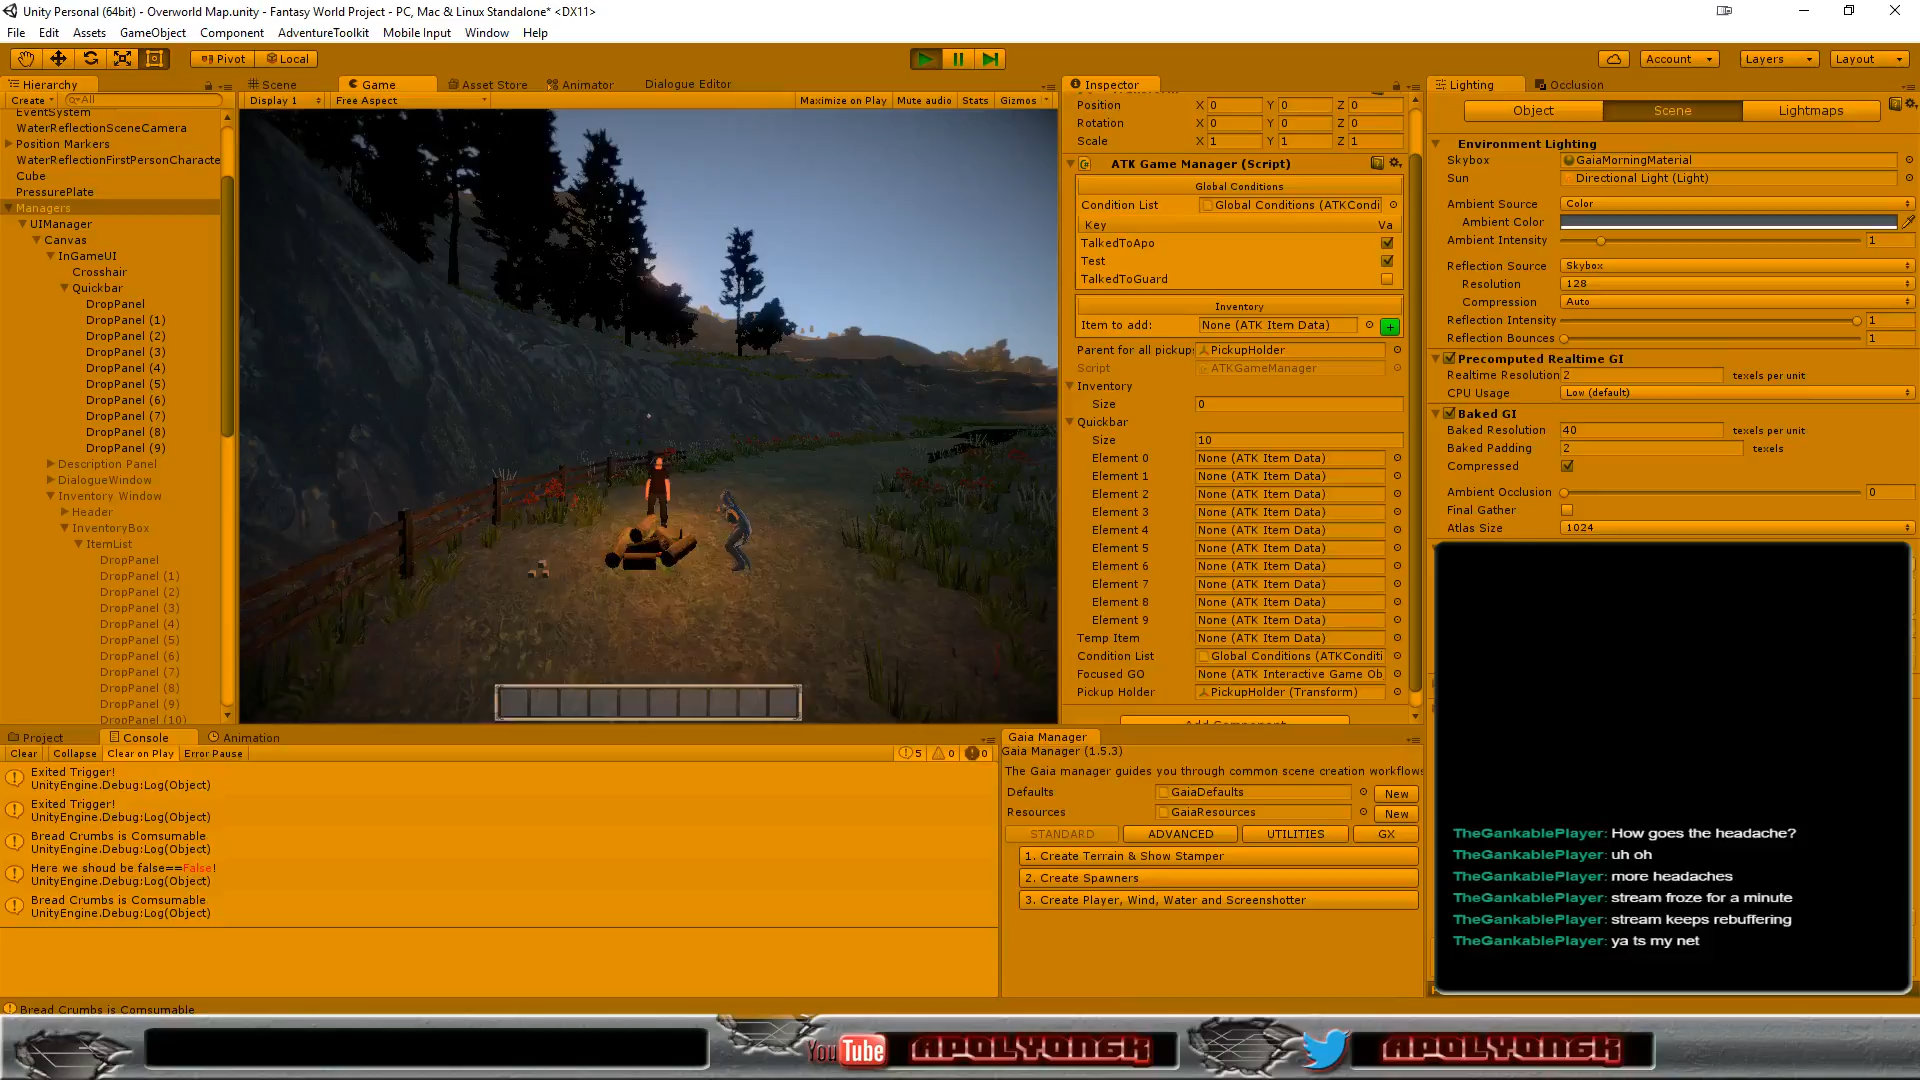 Unity Personal (64bit) - Overworld Map.unity - Fantasy World Project - PC, Mac & Linux Standalone* <DX11>
File Edit Assets GameObject Component AdventureToolkit Mobile Input Window Help
Pivot Local Account Layers Layout
Hierarchy
Create All
EventSystem
WaterReflectionSceneCamera
Position Markers
WaterReflectionFirstPersonCharacte
Cube
PressurePlate
Managers
UIManager
Canvas
InGameUI
Crosshair
Quickbar
DropPanel
DropPanel (1)
DropPanel (2)
DropPanel (3)
DropPanel (4)
DropPanel (5)
DropPanel (6)
DropPanel (7)
DropPanel (8)
DropPanel (9)
Description Panel
DialogueWindow
Inventory Window
Header
InventoryBox
ItemList
DropPanel
DropPanel (1)
DropPanel (2)
DropPanel (3)
DropPanel (4)
DropPanel (5)
DropPanel (6)
DropPanel (7)
DropPanel (8)
DropPanel (9)
DropPanel (10)
Scene Game Asset Store Animator Dialogue Editor
Display 1 Free Aspect Maximize on Play Mute audio Stats Gizmos
Inspector
Position X 0 Y 0 Z 0
Rotation X 0 Y 0 Z 0
Scale X 1 Y 1 Z 1
ATK Game Manager (Script)
Global Conditions
Condition List Global Conditions (ATKCondi
Key Va
TalkedToApo
Test
TalkedToGuard
Inventory
Item to add: None (ATK Item Data) +
Parent for all pickup: PickupHolder
Script ATKGameManager
Inventory
Size 0
Quickbar
Size 10
Element 0 None (ATK Item Data)
Element 1 None (ATK Item Data)
Element 2 None (ATK Item Data)
Element 3 None (ATK Item Data)
Element 4 None (ATK Item Data)
Element 5 None (ATK Item Data)
Element 6 None (ATK Item Data)
Element 7 None (ATK Item Data)
Element 8 None (ATK Item Data)
Element 9 None (ATK Item Data)
Temp Item None (ATK Item Data)
Condition List Global Conditions (ATKConditi
Focused GO None (ATK Interactive Game Ob
Pickup Holder PickupHolder (Transform)
Add Component
Lighting Occlusion
Object Scene Lightmaps
Environment Lighting
Skybox GaiaMorningMaterial
Sun Directional Light (Light)
Ambient Source Color
Ambient Color
Ambient Intensity 1
Reflection Source Skybox
Resolution 128
Compression Auto
Reflection Intensity 1
Reflection Bounces 1
Precomputed Realtime GI
Realtime Resolution 2 texels per unit
CPU Usage Low (default)
Baked GI
Baked Resolution 40 texels per unit
Baked Padding 2 texels
Compressed
Ambient Occlusion 0
Final Gather
Atlas Size 1024
Project Console Animation
Clear Collapse Clear on Play Error Pause 5 0 0
Exited Trigger!
UnityEngine.Debug:Log(Object)
Exited Trigger!
UnityEngine.Debug:Log(Object)
Bread Crumbs is Comsumable
UnityEngine.Debug:Log(Object)
Here we shoud be false==False!
UnityEngine.Debug:Log(Object)
Bread Crumbs is Comsumable
UnityEngine.Debug:Log(Object)
Bread Crumbs is Comsumable
Gaia Manager
Gaia Manager (1.5.3)
The Gaia manager guides you through common scene creation workflows
Defaults GaiaDefaults New
Resources GaiaResources New
STANDARD ADVANCED UTILITIES GX
1. Create Terrain & Show Stamper
2. Create Spawners
3. Create Player, Wind, Water and Screenshotter
TheGankablePlayer: How goes the headache?
TheGankablePlayer: uh oh
TheGankablePlayer: more headaches
TheGankablePlayer: stream froze for a minute
TheGankablePlayer: stream keeps rebuffering
TheGankablePlayer: ya ts my net
YouTube APOLYONGK APOLYONGK